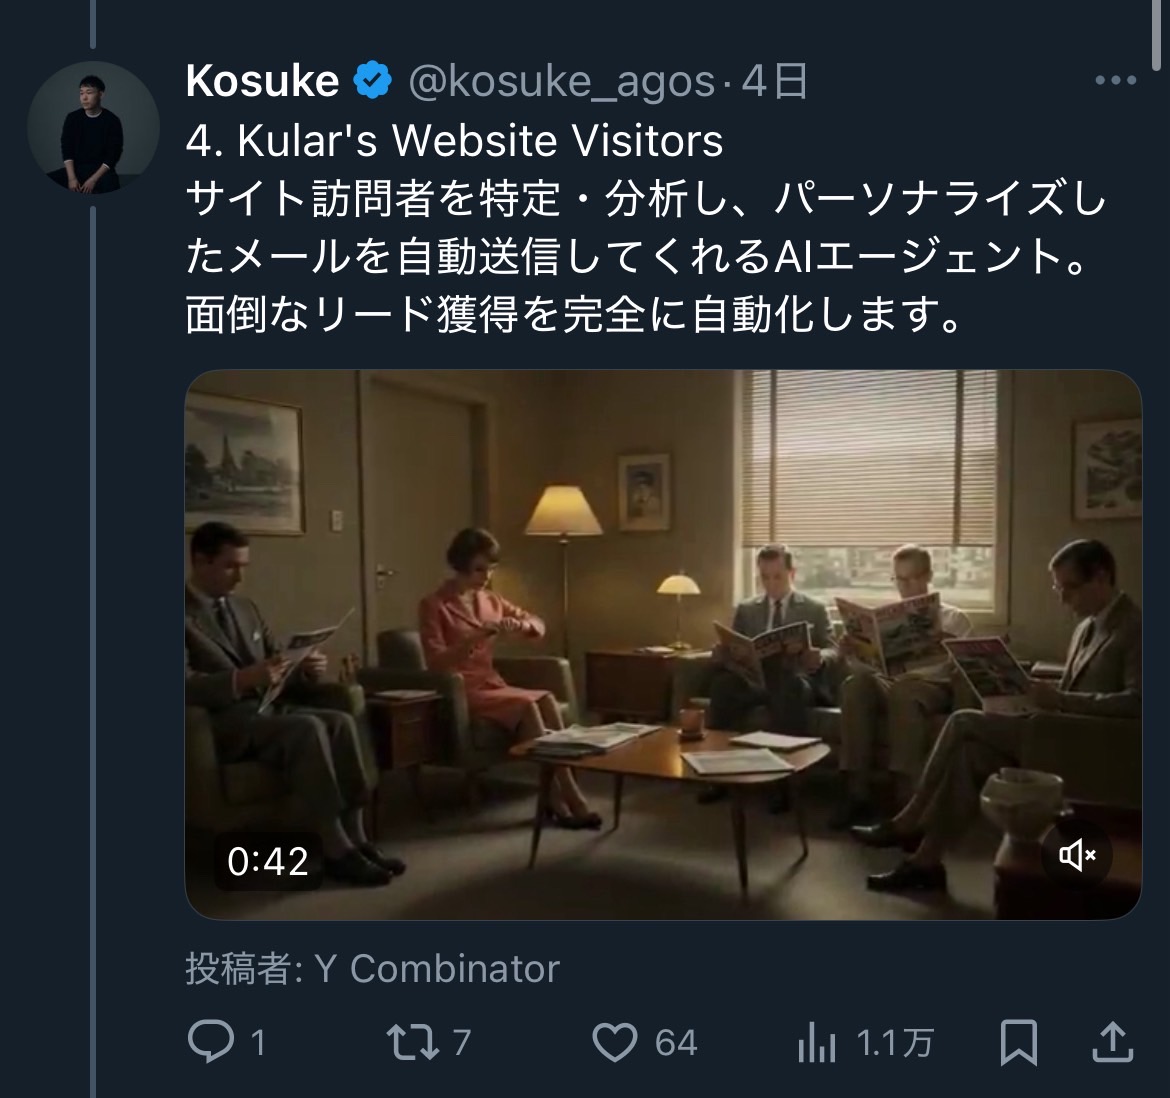 Kosuke @kosuke_agos·4日
4. Kular's Website Visitors
サイト訪問者を特定・分析し、パーソナライズし
たメールを自動送信してくれるAIエージェント。
面倒なリード獲得を完全に自動化します。
0:42
投稿者: Y Combinator
1 7 64 1.1万